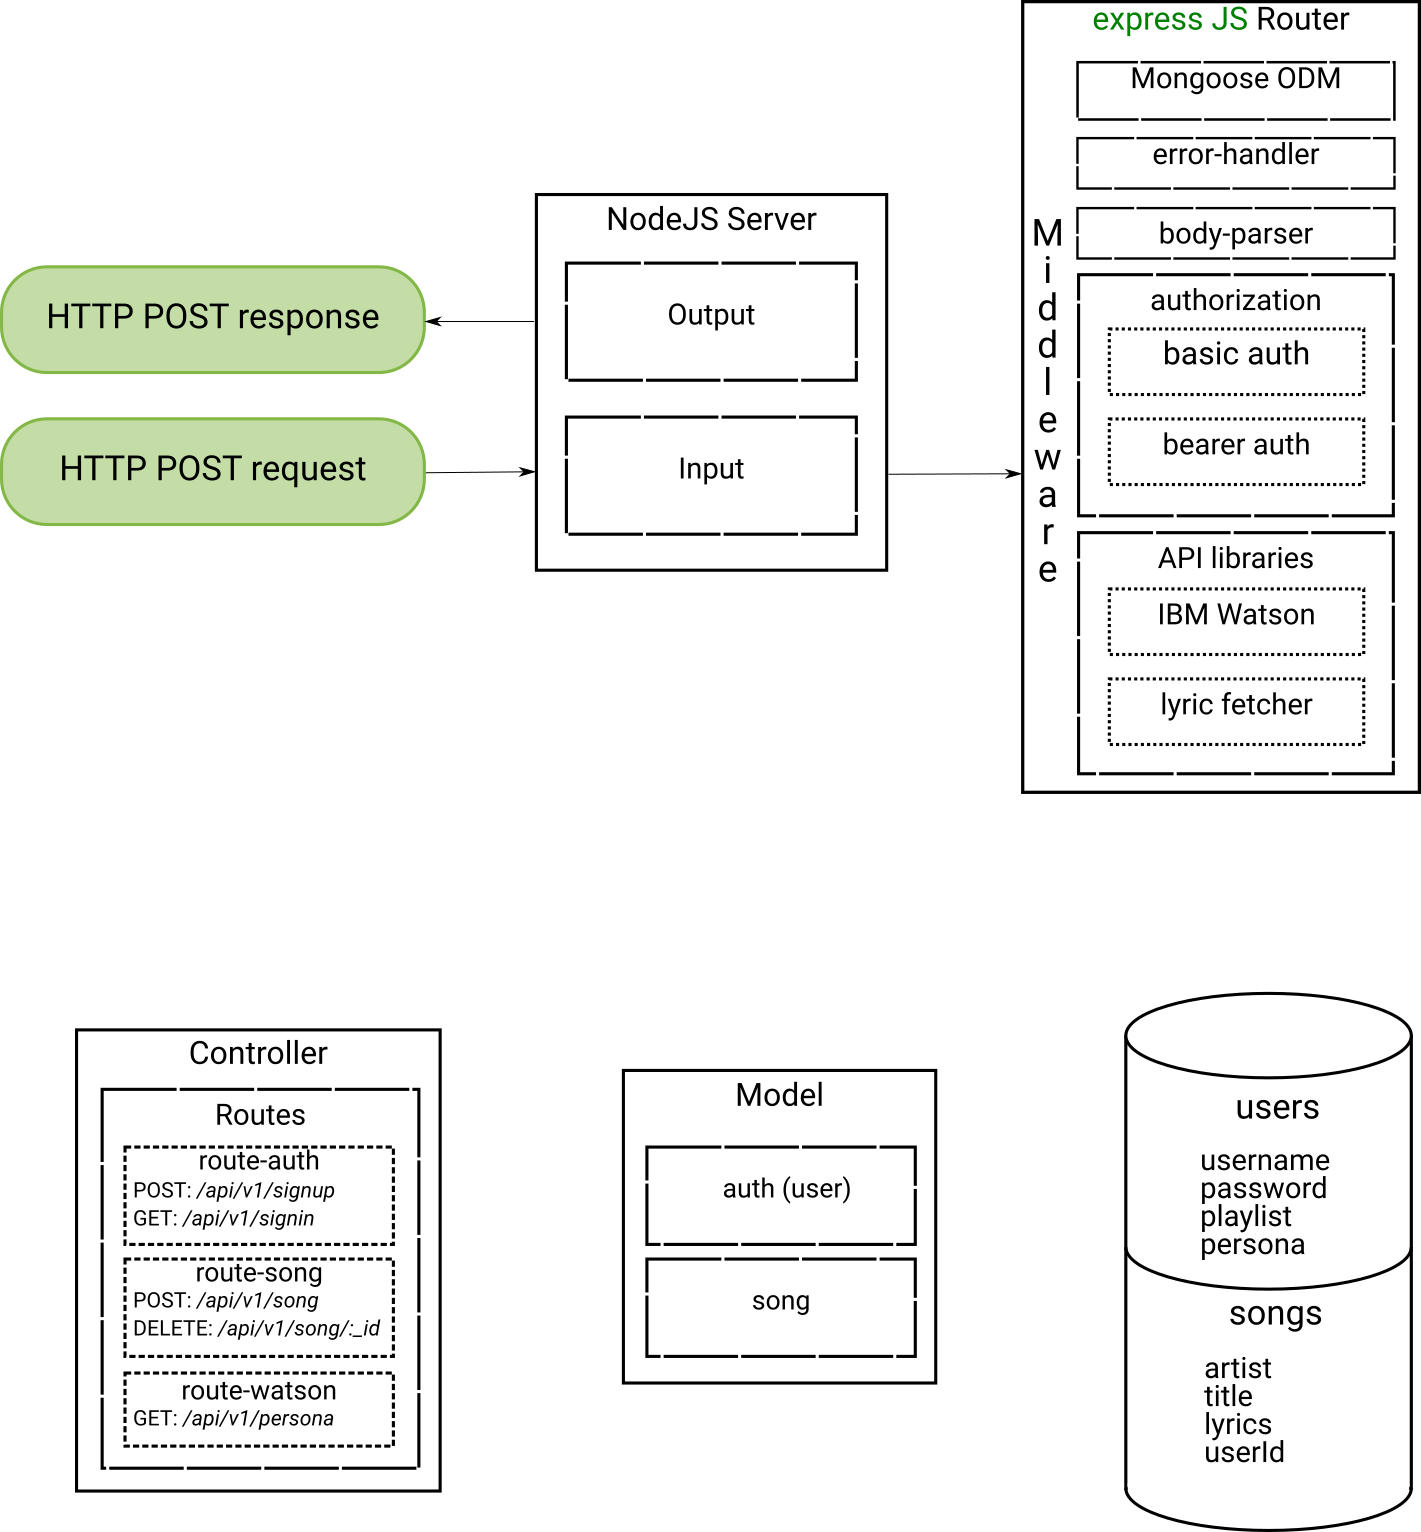 express JS Router
Mongoose ODM
error-handler
body-parser
Middleware
authorization
basic auth
bearer auth
API libraries
IBM Watson
lyric fetcher
NodeJS Server
Output
Input
HTTP POST response
HTTP POST request
Controller
Routes
route-auth
POST: /api/v1/signup
GET: /api/v1/signin
route-song
POST: /api/v1/song
DELETE: /api/v1/song/:_id
route-watson
GET: /api/v1/persona
Model
auth (user)
song
users
username
password
playlist
persona
songs
artist
title
lyrics
userId